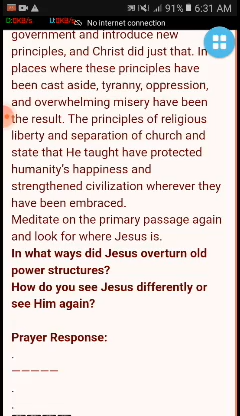 0:0KB/s U:0KB/s 91% 6:31 AM
No internet connection
government and introduce new
principles, and Christ did just that. In
places where these principles have
been cast aside, tyranny, oppression,
and overwhelming misery have been
the result. The principles of religious
liberty and separation of church and
state that He taught have protected
humanity's happiness and
strengthened civilization wherever they
have been embraced.
Meditate on the primary passage again
and look for where Jesus is.
In what ways did Jesus overturn old
power structures?
How do you see Jesus differently or
see Him again?
Prayer Response:
.
_____
.
.